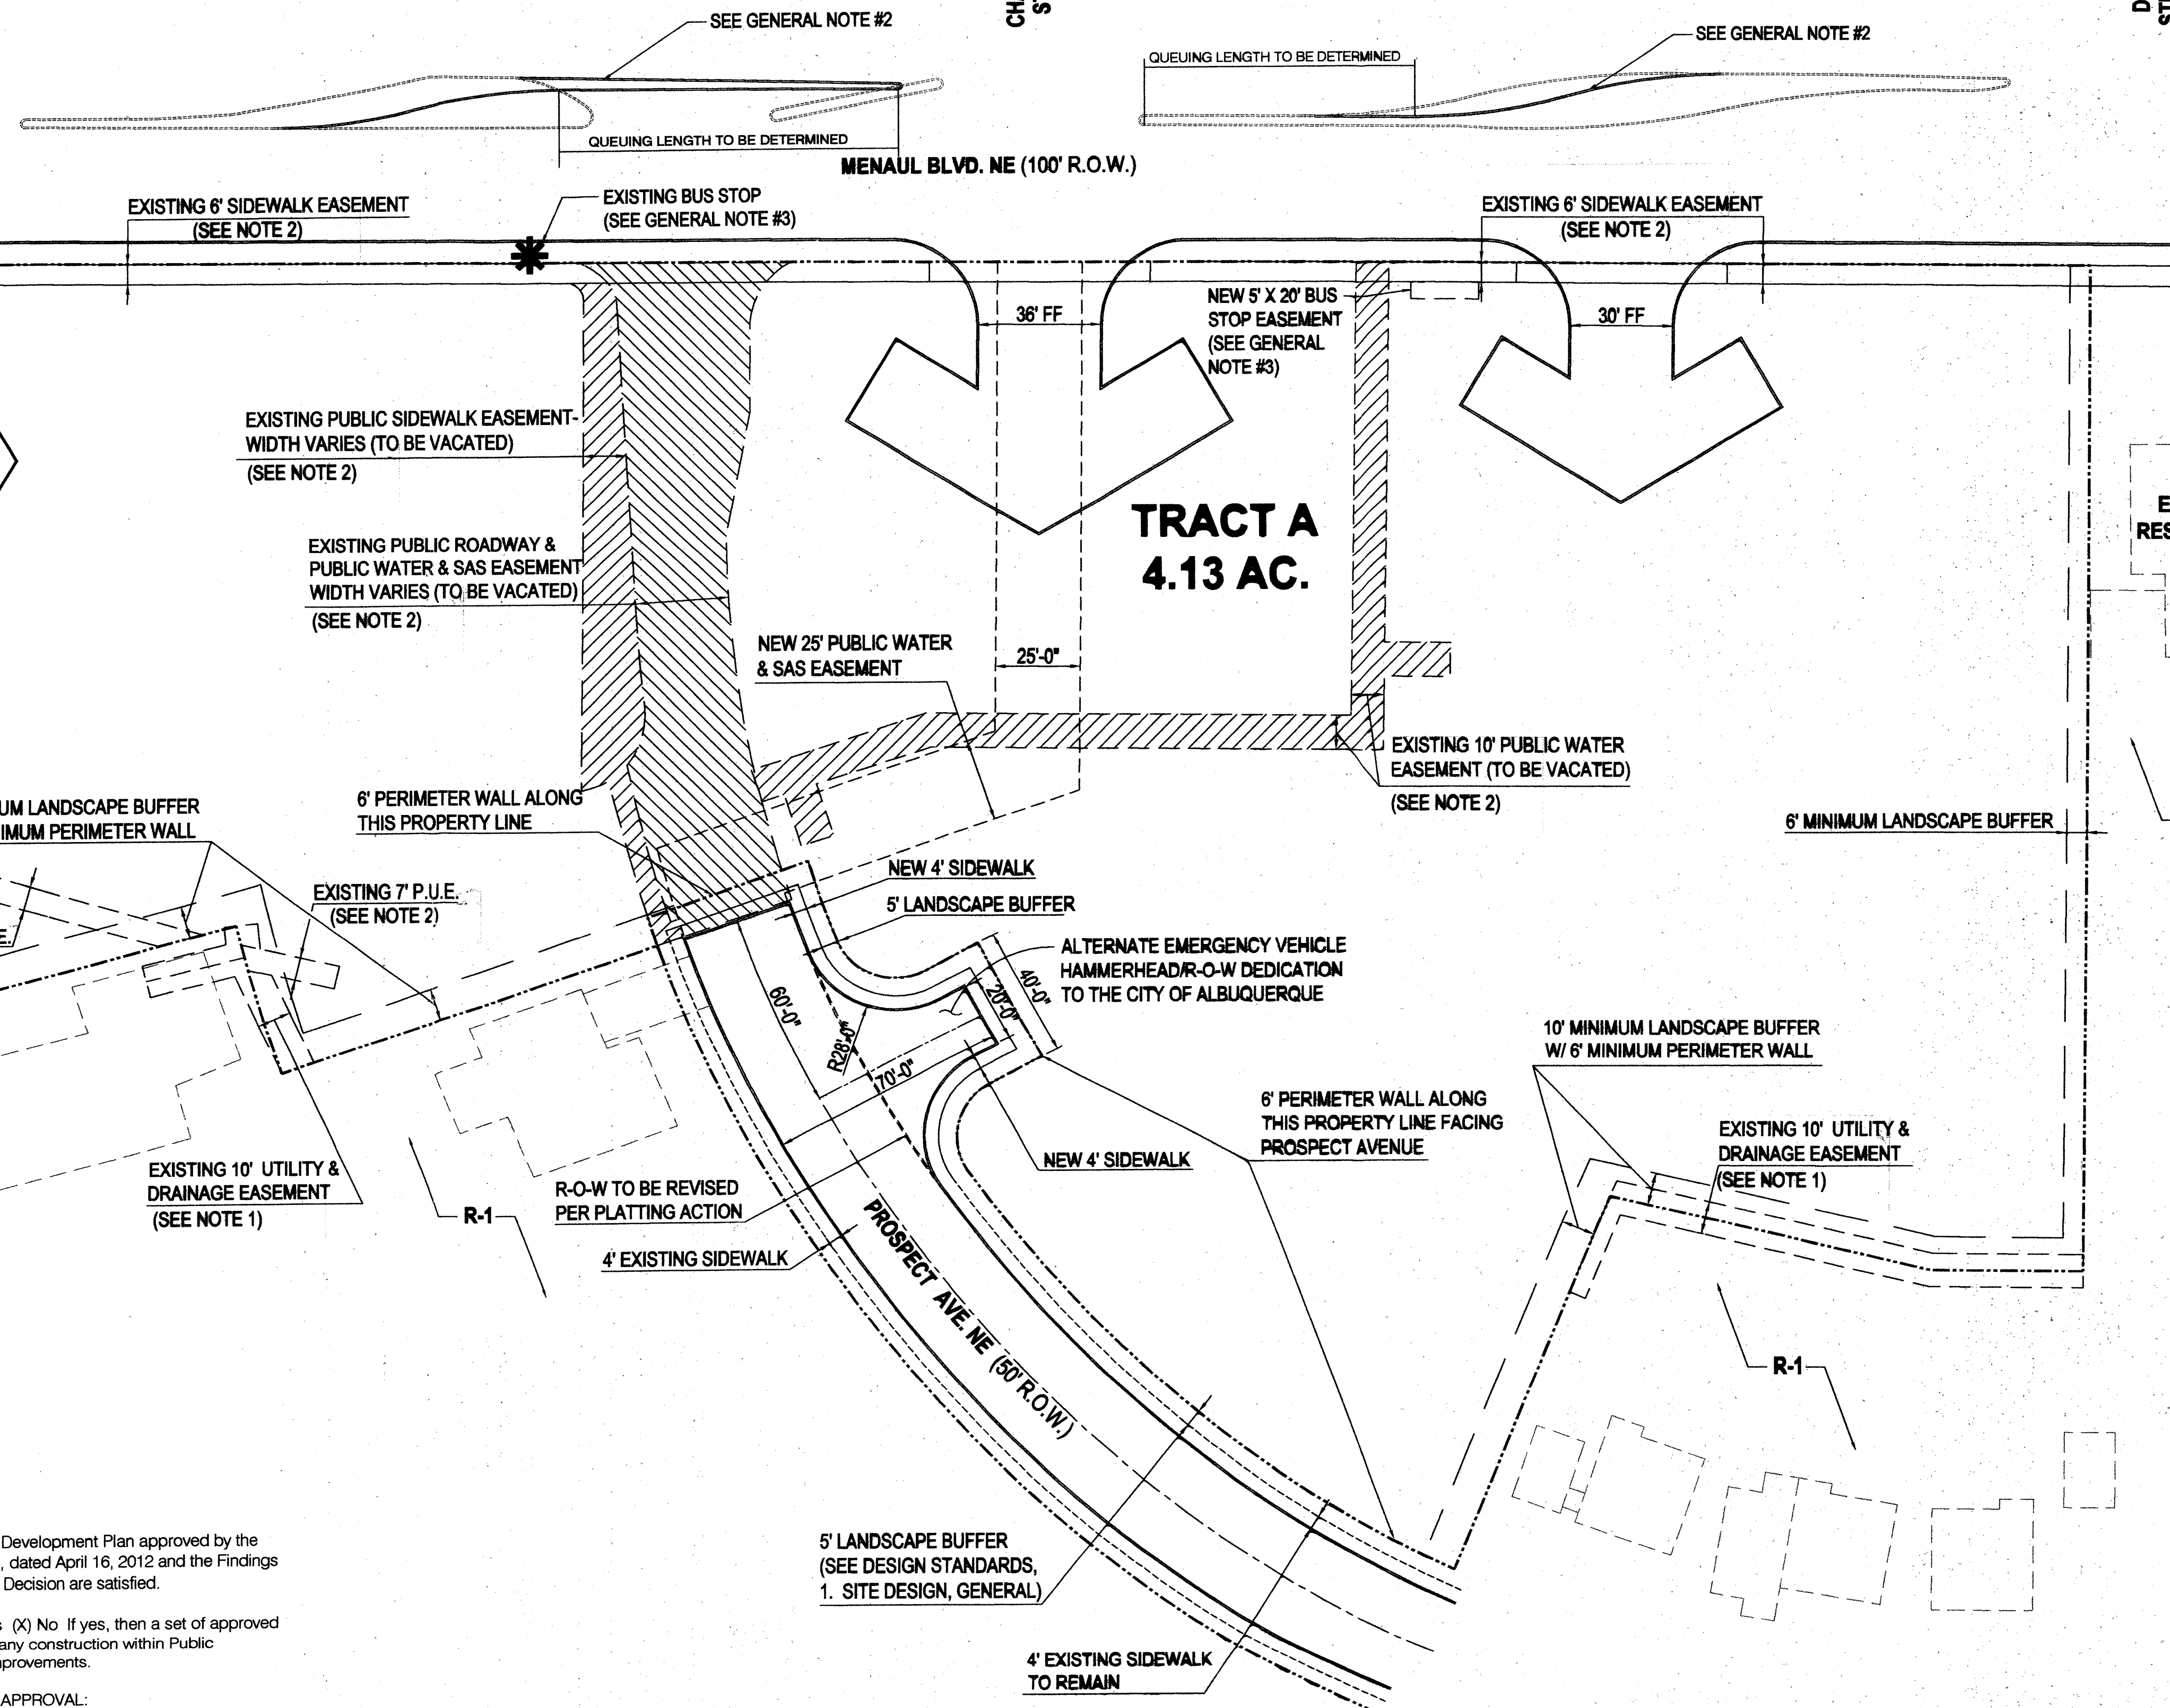 CH
S
D
ST
SEE GENERAL NOTE #2
SEE GENERAL NOTE #2
QUEUING LENGTH TO BE DETERMINED
QUEUING LENGTH TO BE DETERMINED
MENAUL BLVD. NE (100' R.O.W.)
EXISTING 6' SIDEWALK EASEMENT
(SEE NOTE 2)
EXISTING BUS STOP
(SEE GENERAL NOTE #3)
EXISTING 6' SIDEWALK EASEMENT
(SEE NOTE 2)
36' FF
NEW 5' X 20' BUS
STOP EASEMENT
(SEE GENERAL
NOTE #3)
30' FF
EXISTING PUBLIC SIDEWALK EASEMENT-
WIDTH VARIES (TO BE VACATED)
(SEE NOTE 2)
TRACT A
4.13 AC.
E
RES
EXISTING PUBLIC ROADWAY &
PUBLIC WATER & SAS EASEMENT
WIDTH VARIES (TO BE VACATED)
(SEE NOTE 2)
NEW 25' PUBLIC WATER
& SAS EASEMENT
25'-0"
EXISTING 10' PUBLIC WATER
EASEMENT (TO BE VACATED)
(SEE NOTE 2)
6' PERIMETER WALL ALONG
THIS PROPERTY LINE
UM LANDSCAPE BUFFER
IMUM PERIMETER WALL
6' MINIMUM LANDSCAPE BUFFER
EXISTING 7' P.U.E.
(SEE NOTE 2)
E.
NEW 4' SIDEWALK
5' LANDSCAPE BUFFER
ALTERNATE EMERGENCY VEHICLE
HAMMERHEAD/R-O-W DEDICATION
TO THE CITY OF ALBUQUERQUE
40'-0"
20'-0"
60'-0"
R28'-0"
70'-0"
10' MINIMUM LANDSCAPE BUFFER
W/ 6' MINIMUM PERIMETER WALL
6' PERIMETER WALL ALONG
THIS PROPERTY LINE FACING
PROSPECT AVENUE
EXISTING 10' UTILITY &
DRAINAGE EASEMENT
(SEE NOTE 1)
NEW 4' SIDEWALK
EXISTING 10' UTILITY &
DRAINAGE EASEMENT
(SEE NOTE 1)
R-1
R-O-W TO BE REVISED
PER PLATTING ACTION
4' EXISTING SIDEWALK
PROSPECT AVE. NE (50' R.O.W.)
R-1
5' LANDSCAPE BUFFER
(SEE DESIGN STANDARDS,
1. SITE DESIGN, GENERAL)
4' EXISTING SIDEWALK
TO REMAIN
Development Plan approved by the
, dated April 16, 2012 and the Findings
Decision are satisfied.
s (X) No If yes, then a set of approved
any construction within Public
provements.
APPROVAL: